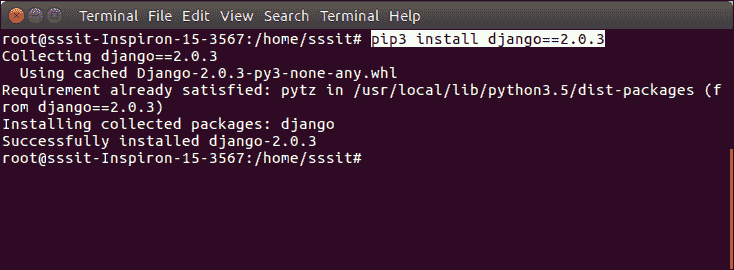 Terminal File Edit View Search Terminal Help
root@sssit-Inspiron-15-3567:/home/sssit# pip3 install django==2.0.3
Collecting django==2.0.3
  Using cached Django-2.0.3-py3-none-any.whl
Requirement already satisfied: pytz in /usr/local/lib/python3.5/dist-packages (f
rom django==2.0.3)
Installing collected packages: django
Successfully installed django-2.0.3
root@sssit-Inspiron-15-3567:/home/sssit#